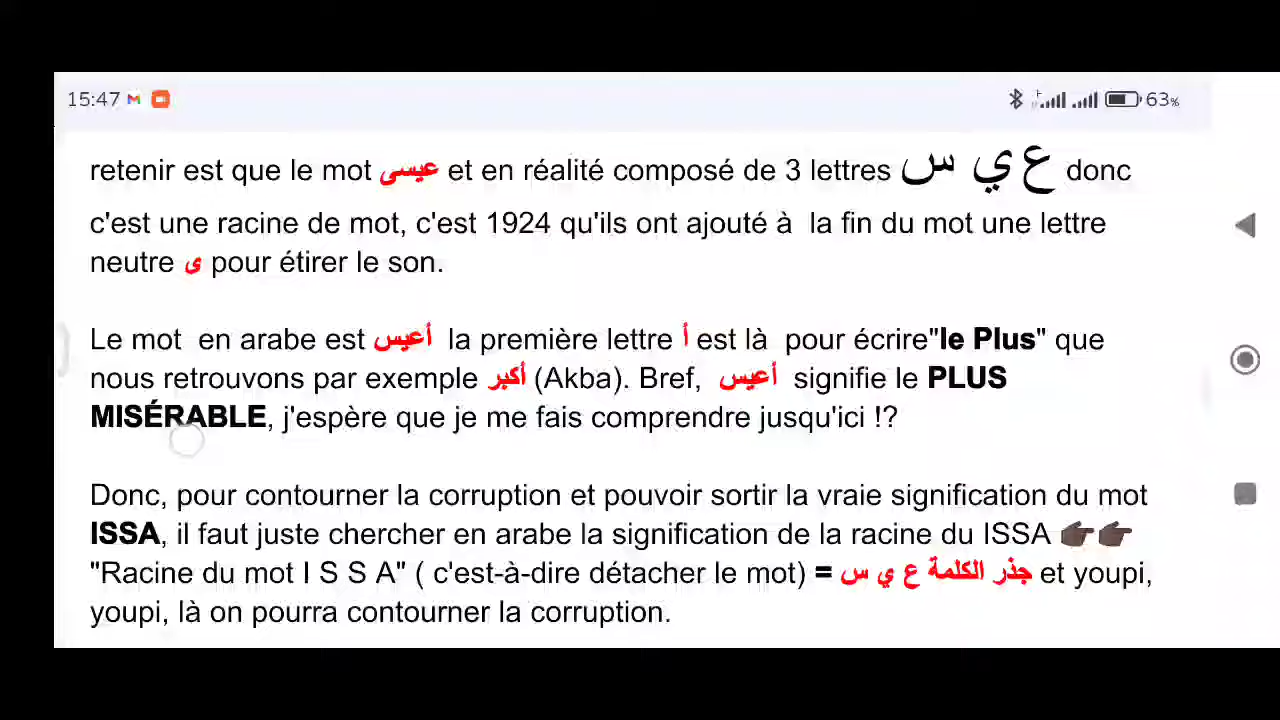 15:47 63%
retenir est que le mot عيسى et en réalité composé de 3 lettres ع ي س donc
c'est une racine de mot, c'est 1924 qu'ils ont ajouté à la fin du mot une lettre
neutre ى pour étirer le son.
Le mot en arabe est أعيس la première lettre أ est là pour écrire"le Plus" que
nous retrouvons par exemple أكبر (Akba). Bref, أعيس signifie le PLUS
MISÉRABLE, j'espère que je me fais comprendre jusqu'ici !?
Donc, pour contourner la corruption et pouvoir sortir la vraie signification du mot
ISSA, il faut juste chercher en arabe la signification de la racine du ISSA 👉🏿👉🏿
"Racine du mot I S S A" ( c'est-à-dire détacher le mot) = جذر الكلمة ع ي س et youpi,
youpi, là on pourra contourner la corruption.